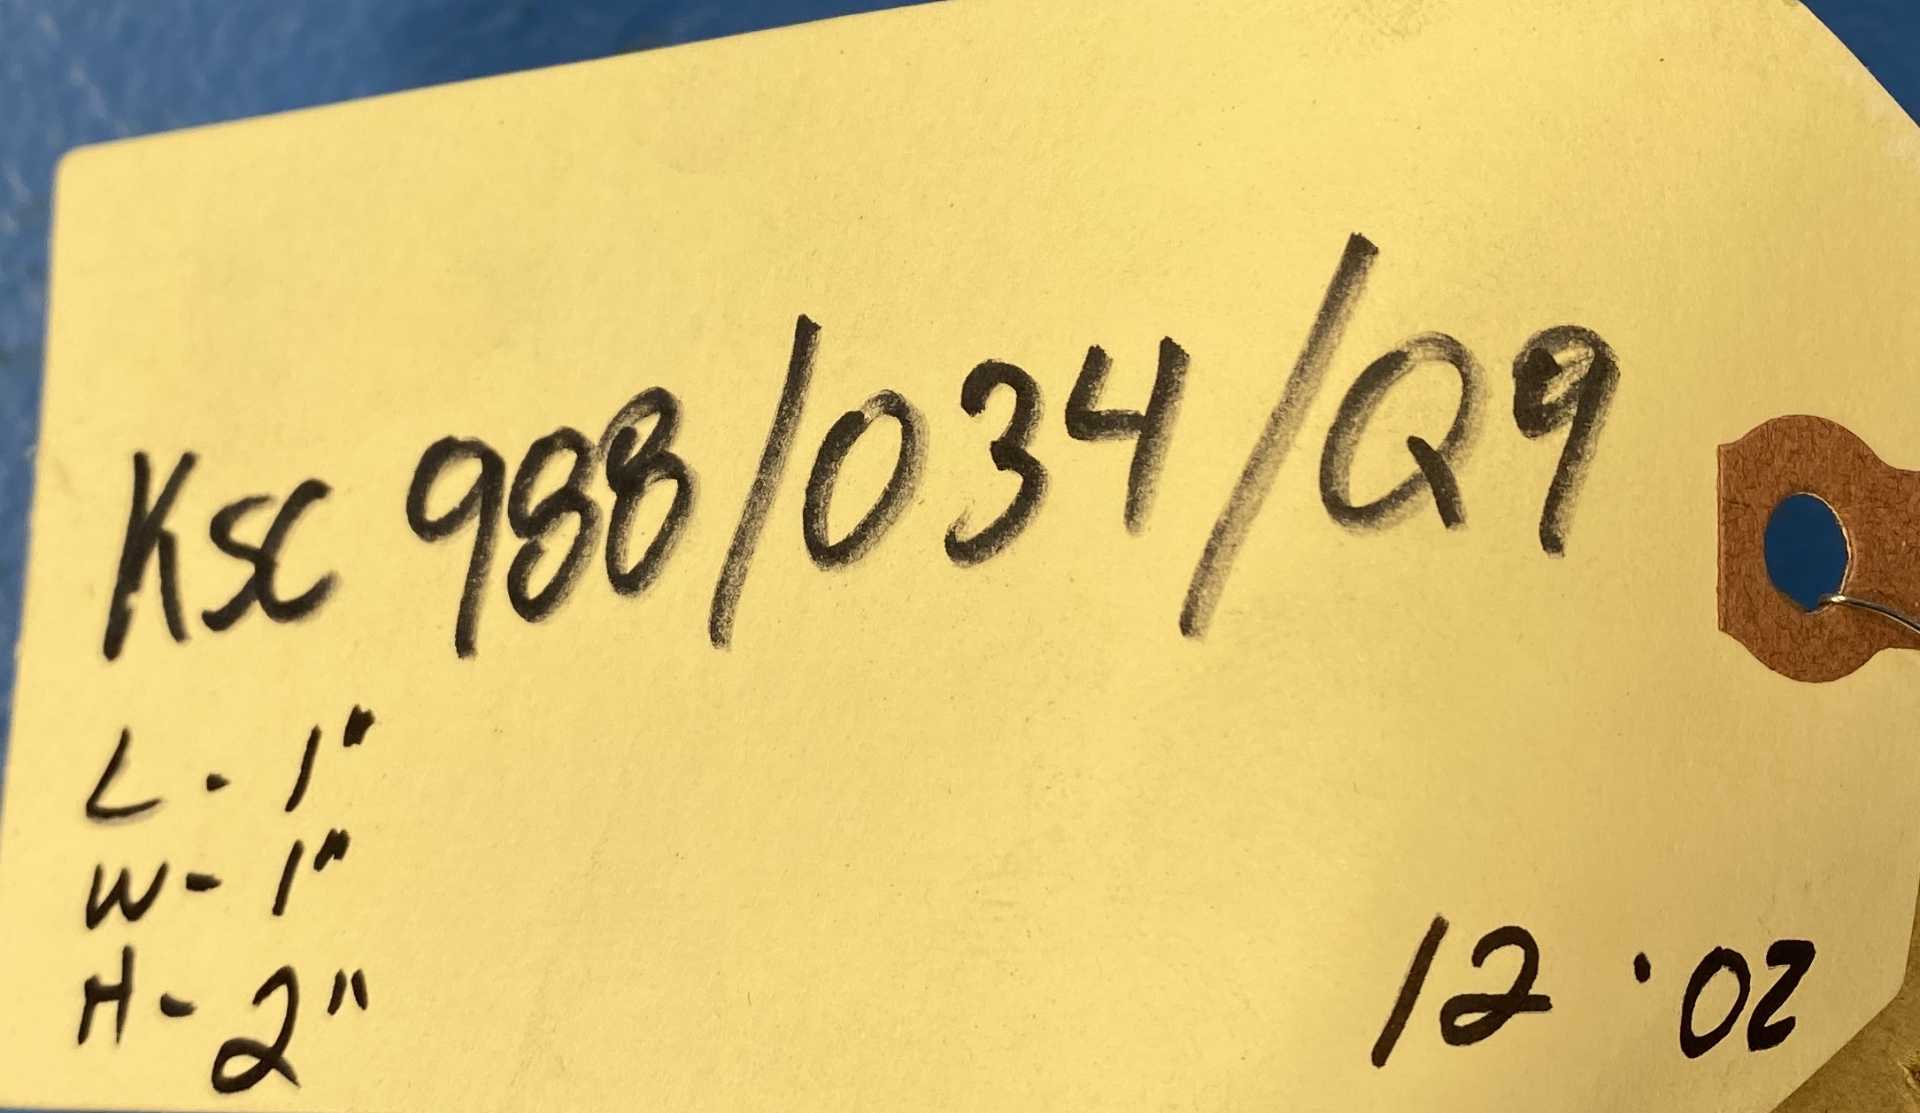 KSC 988/034/Q9
L - 1"
W - 1"
H - 2"
12 .02